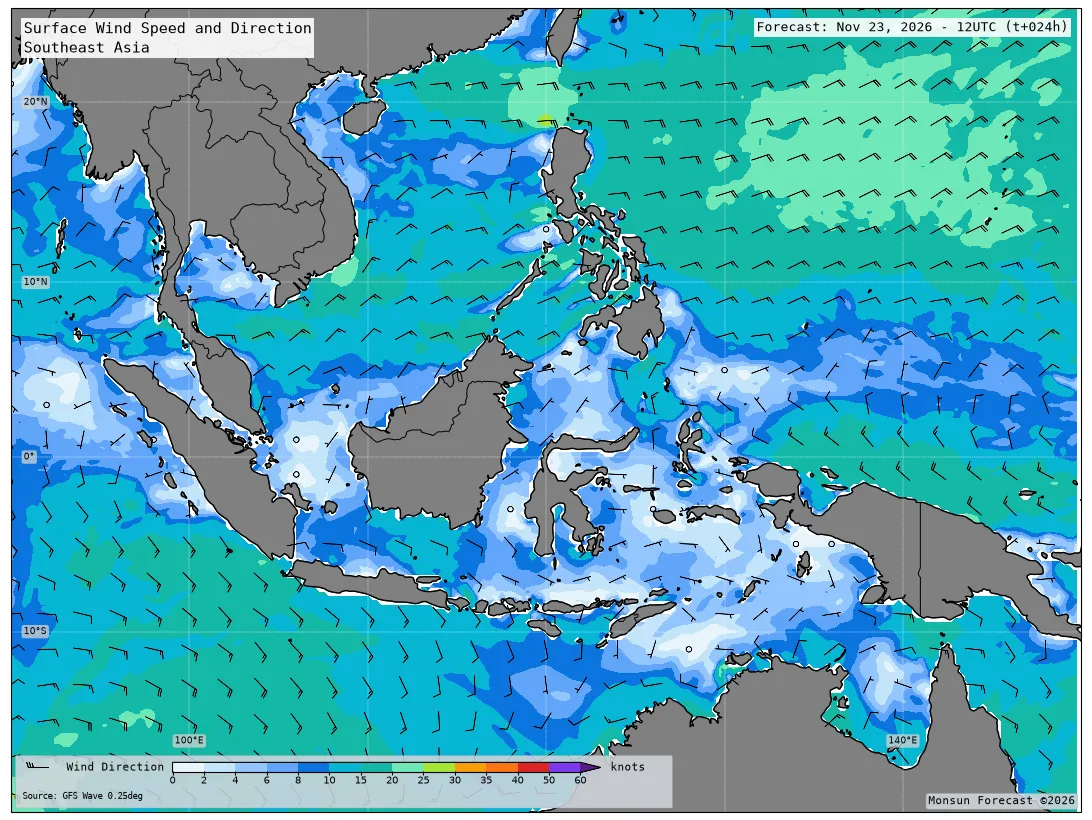 Surface Wind Speed and Direction
Southeast Asia
Forecast: Nov 23, 2026 - 12UTC (t+024h)
20°N
10°N
0°
10°S
100°E
140°E
Wind Direction
0 2 4 6 8 10 15 20 25 30 35 40 50 60
knots
Source: GFS Wave 0.25deg
Monsun Forecast ©2026